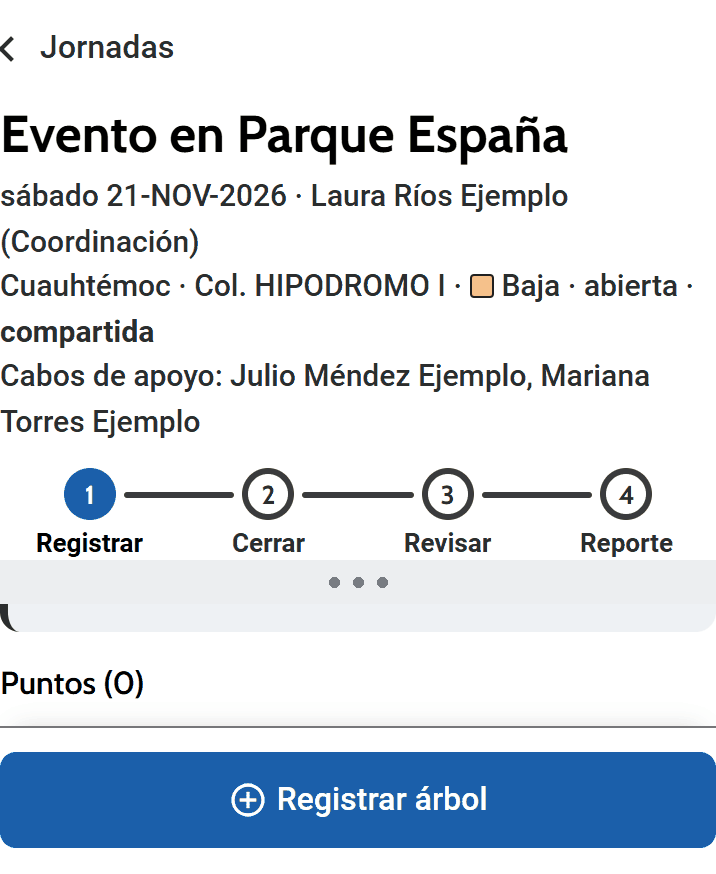 Jornadas
Evento en Parque España
sábado 21-NOV-2026 · Laura Ríos Ejemplo
(Coordinación)
Cuauhtémoc · Col. HIPODROMO I · Baja · abierta ·
compartida
Cabos de apoyo: Julio Méndez Ejemplo, Mariana
Torres Ejemplo
1 2 3 4
Registrar Cerrar Revisar Reporte
Puntos (0)
Registrar árbol